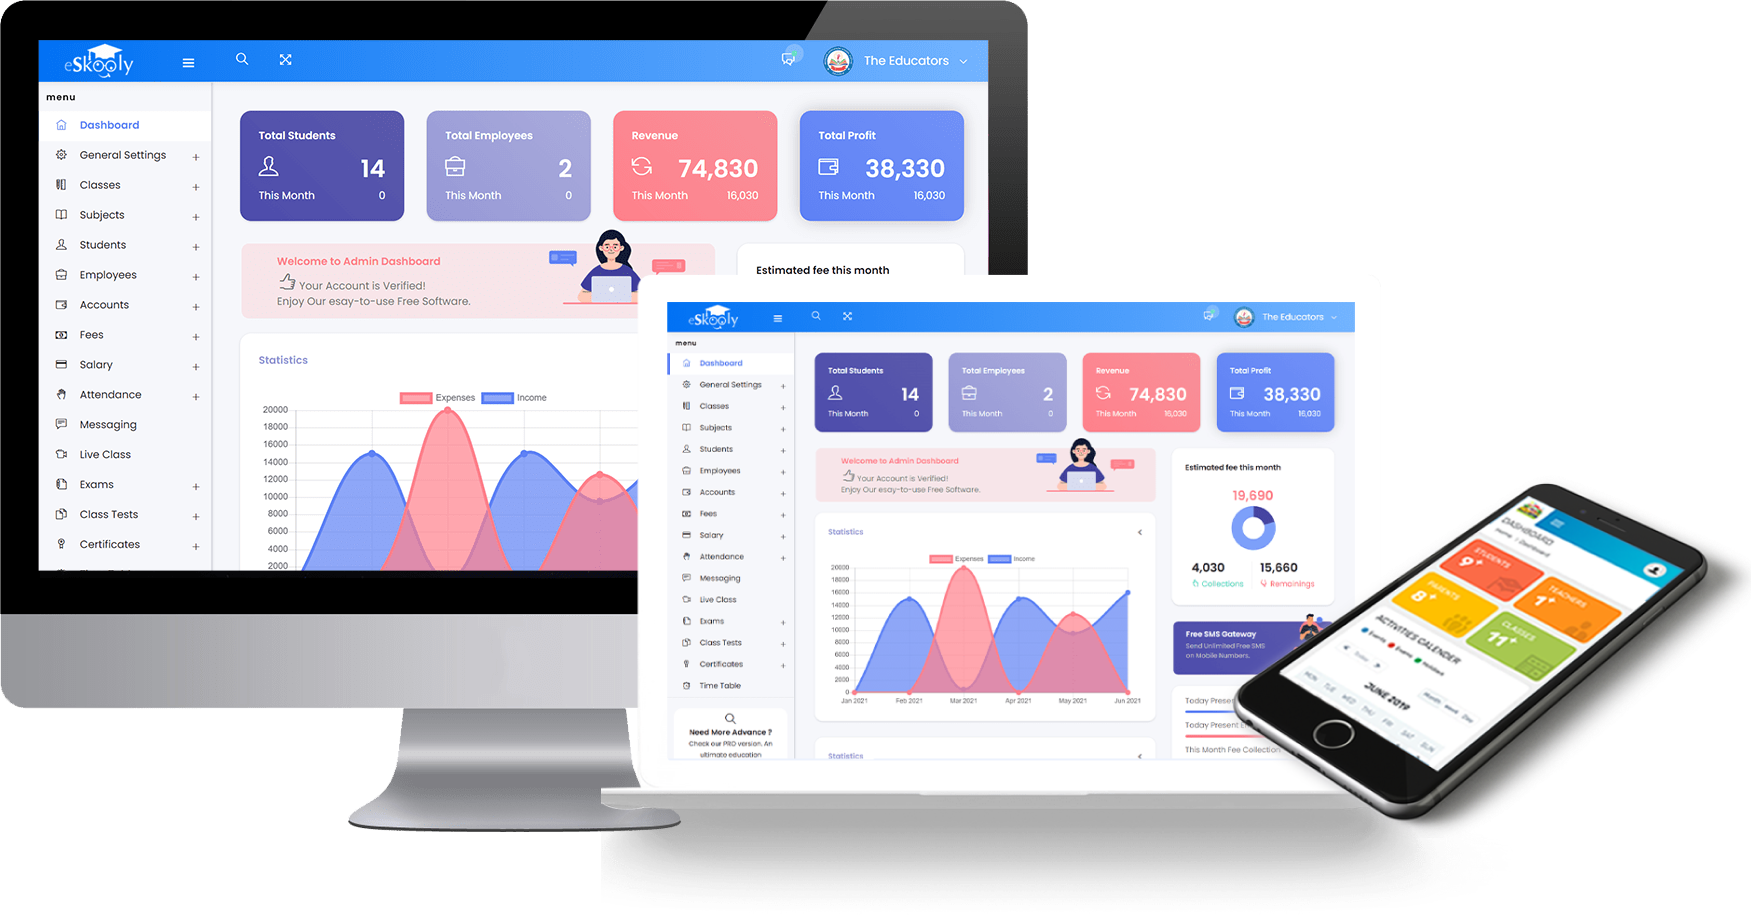 eSkooly
The Educators
menu
Dashboard
General Settings +
Classes +
Subjects +
Students +
Employees +
Accounts +
Fees +
Salary +
Attendance +
Messaging
Live Class
Exams +
Class Tests +
Certificates +
Total Students
14
This Month 0
Total Employees
2
This Month 0
Revenue
74,830
This Month 16,030
Total Profit
38,330
This Month 16,030
Welcome to Admin Dashboard
Your Account is Verified!
Enjoy Our esay-to-use Free Software.
Estimated fee this month
Statistics
Expenses Income
20000
18000
16000
14000
12000
10000
8000
6000
4000
2000
eSkooly
The Educators
menu
Dashboard
General Settings +
Classes +
Subjects +
Students +
Employees +
Accounts +
Fees +
Salary +
Attendance +
Messaging
Live Class
Exams +
Class Tests +
Certificates +
Time Table
Need More Advance ?
Check our PRO version. An
ultimate education
Total Students
14
This Month 0
Total Employees
2
This Month 0
Revenue
74,830
This Month 16,030
Total Profit
38,330
This Month 16,030
Welcome to Admin Dashboard
Your Account is Verified!
Enjoy Our esay-to-use Free Software.
Statistics
Expenses Income
20000
18000
16000
14000
12000
10000
8000
6000
4000
2000
0
Jan 2021 Feb 2021 Mar 2021 Apr 2021 May 2021 Jun 2021
Statistics
Estimated fee this month
19,690
4,030 15,660
Collections Remainings
Free SMS Gateway
Send Unlimited Free SMS
on Mobile Numbers.
Today Present
Today Present
This Month Fee Collection
DASHBOARD
Home / Dashboard
STUDENTS
9+
TEACHERS
1+
PARENTS
8+
CLASSES
11+
ACTIVITIES CALENDER
Events Exams Holidays
Today
JUNE 2019
Month Week Day
MON TUE WED THU FRI SAT SUN